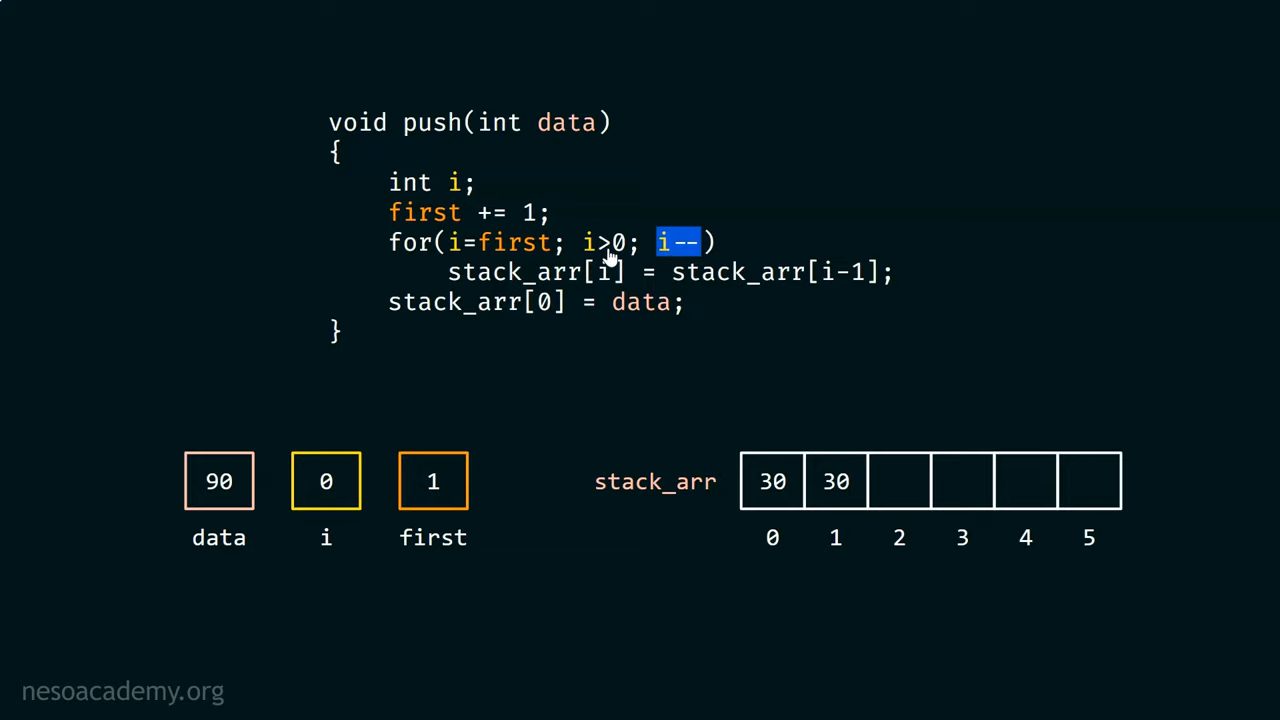 void push(int data)
{
int i;
first += 1;
for(i=first; i>0; i--)
stack_arr[i] = stack_arr[i-1];
stack_arr[0] = data;
}
90 0 1 stack_arr 30 30
data i first 0 1 2 3 4 5
nesoacademy.org